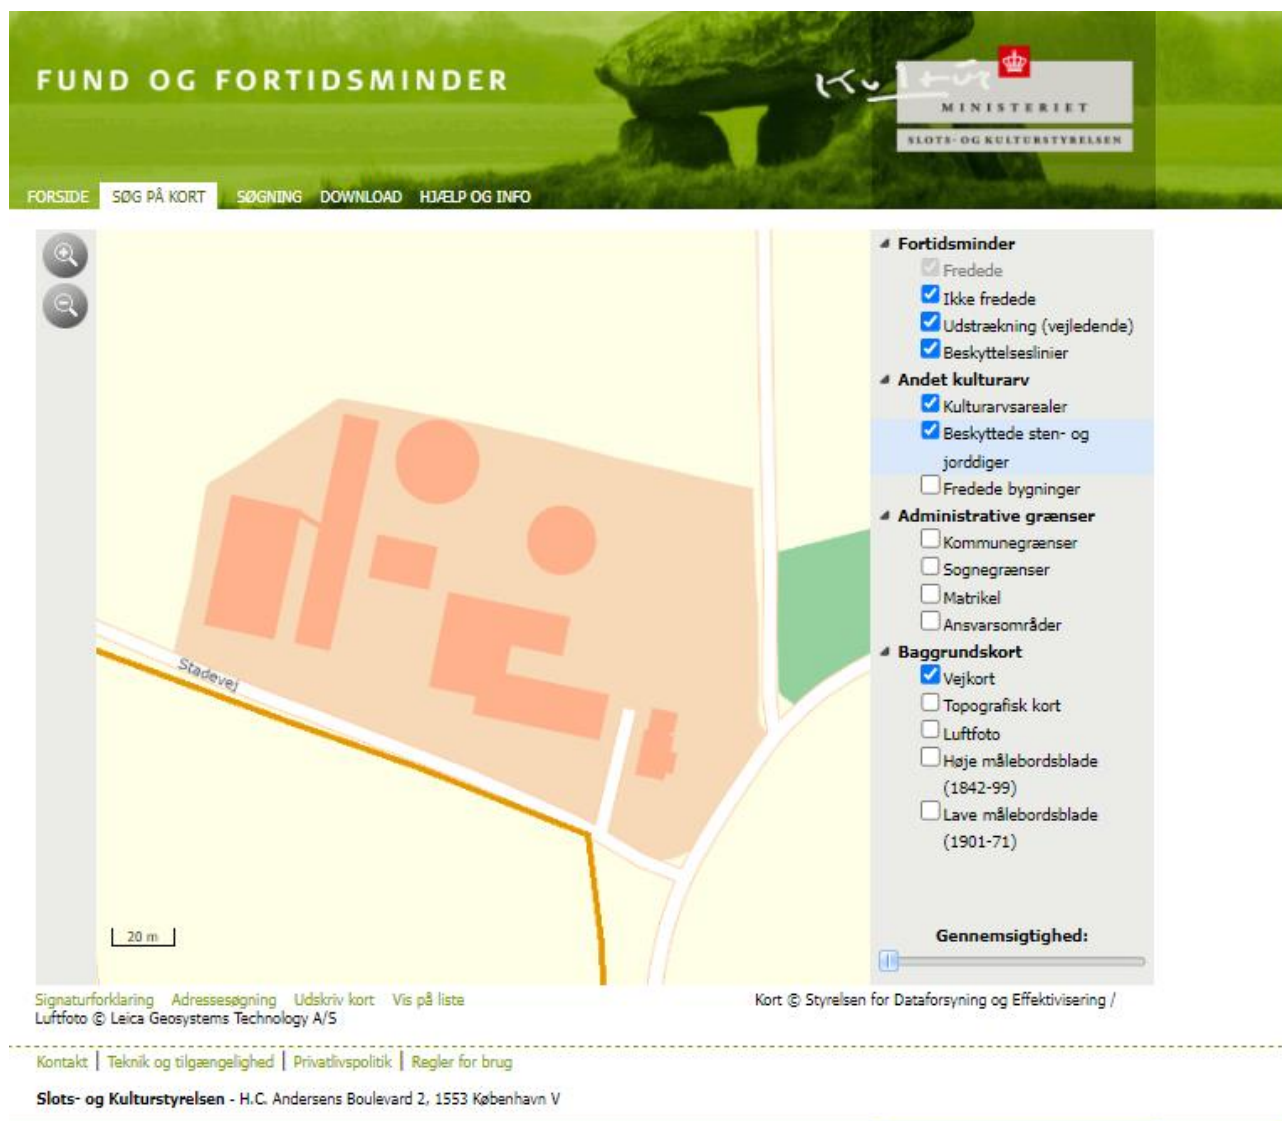 FUND OG FORTIDSMINDER
Kultur
MINISTERIET
SLOTS- OG KULTURSTYRELSEN
FORSIDE SØG PÅ KORT SØGNING DOWNLOAD HJÆLP OG INFO
Stadevej
20 m
Fortidsminder
Fredede
Ikke fredede
Udstrækning (vejledende)
Beskyttelseslinier
Andet kulturarv
Kulturarvsarealer
Beskyttede sten- og
jorddiger
Fredede bygninger
Administrative grænser
Kommunegrænser
Sognegrænser
Matrikel
Ansvarsområder
Baggrundskort
Vejkort
Topografisk kort
Luftfoto
Høje målebordsblade
(1842-99)
Lave målebordsblade
(1901-71)
Gennemsigtighed:
Signaturforklaring Adressesøgning Udskriv kort Vis på liste
Kort © Styrelsen for Dataforsyning og Effektivisering /
Luftfoto © Leica Geosystems Technology A/S
Kontakt | Teknik og tilgængelighed | Privatlivspolitik | Regler for brug
Slots- og Kulturstyrelsen - H.C. Andersens Boulevard 2, 1553 København V